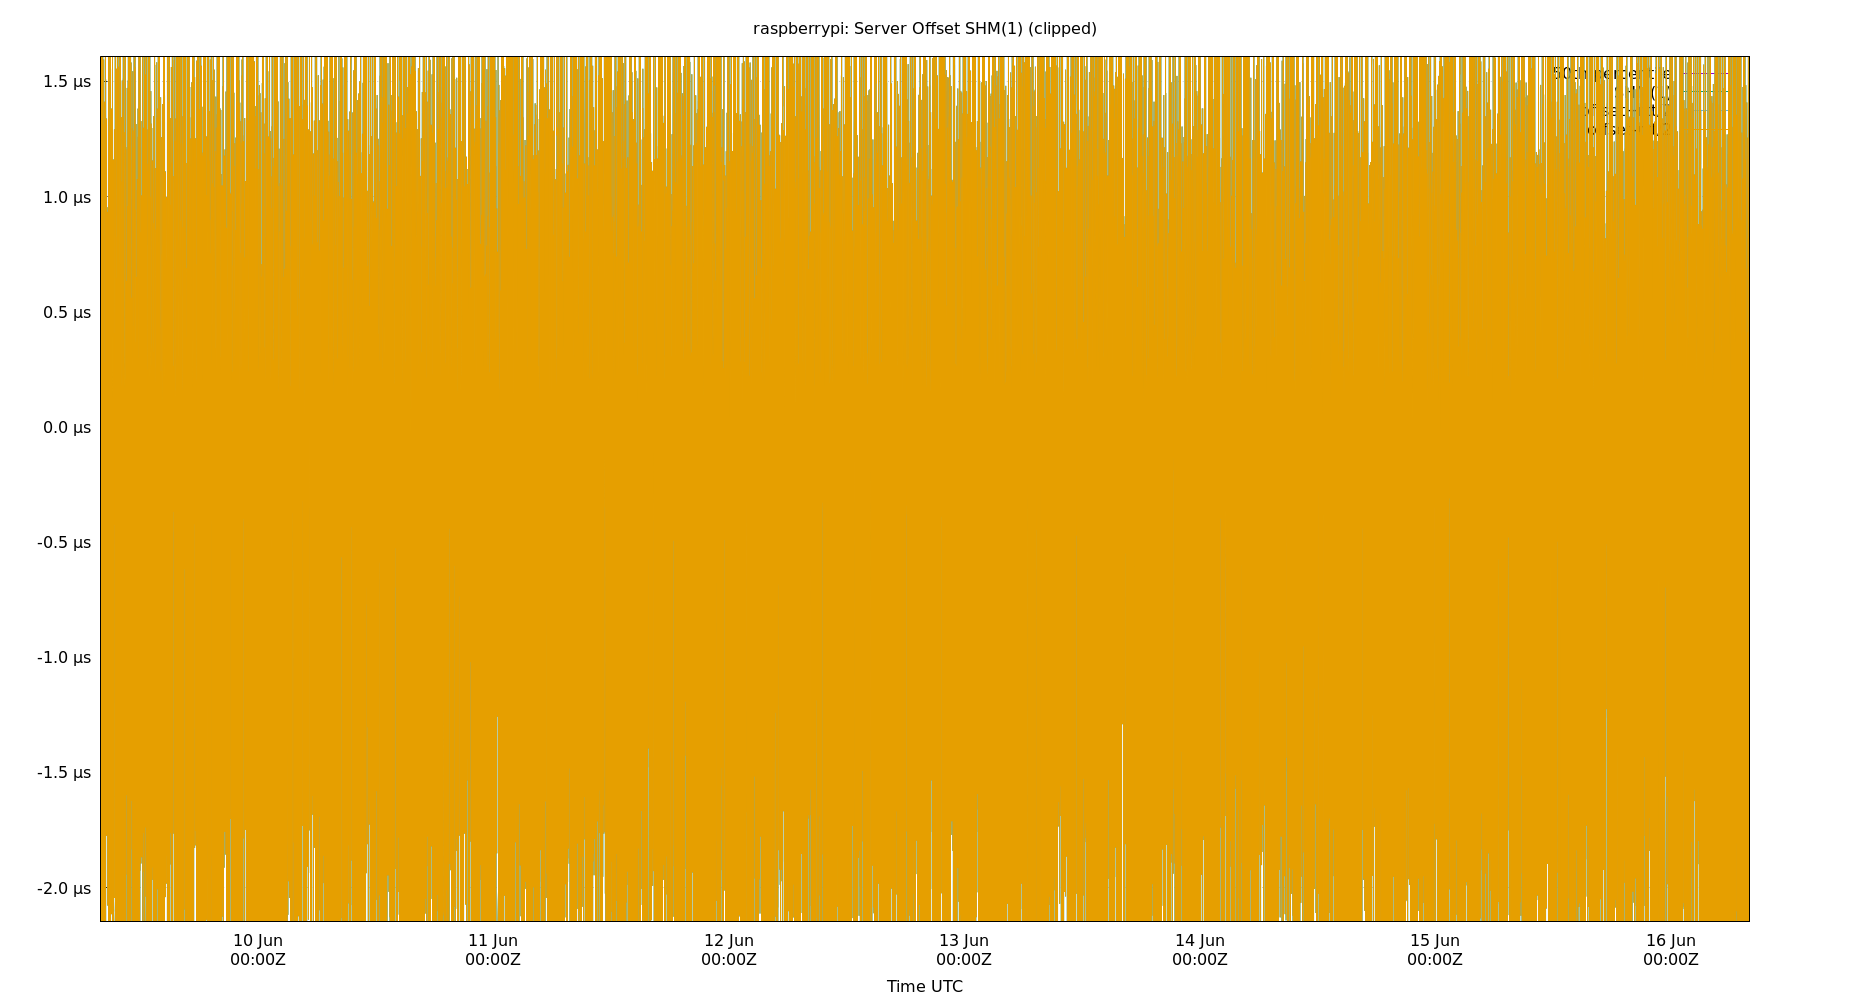 raspberrypi: Server Offset SHM(1) (clipped)
1.5 µs
1.0 µs
0.5 µs
0.0 µs
-0.5 µs
-1.0 µs
-1.5 µs
-2.0 µs
10 Jun 11 Jun 12 Jun 13 Jun 14 Jun 15 Jun 16 Jun
00:00Z 00:00Z 00:00Z 00:00Z 00:00Z 00:00Z 00:00Z
Time UTC